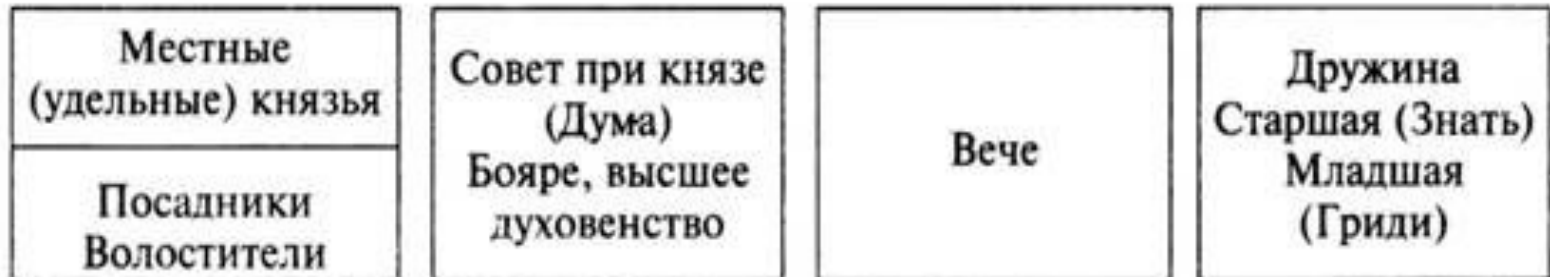 Местные
(удельные) князья
Посадники
Волостители
Совет при князе
(Дума)
Бояре, высшее
духовенство
Вече
Дружина
Старшая (Знать)
Младшая
(Гриди)